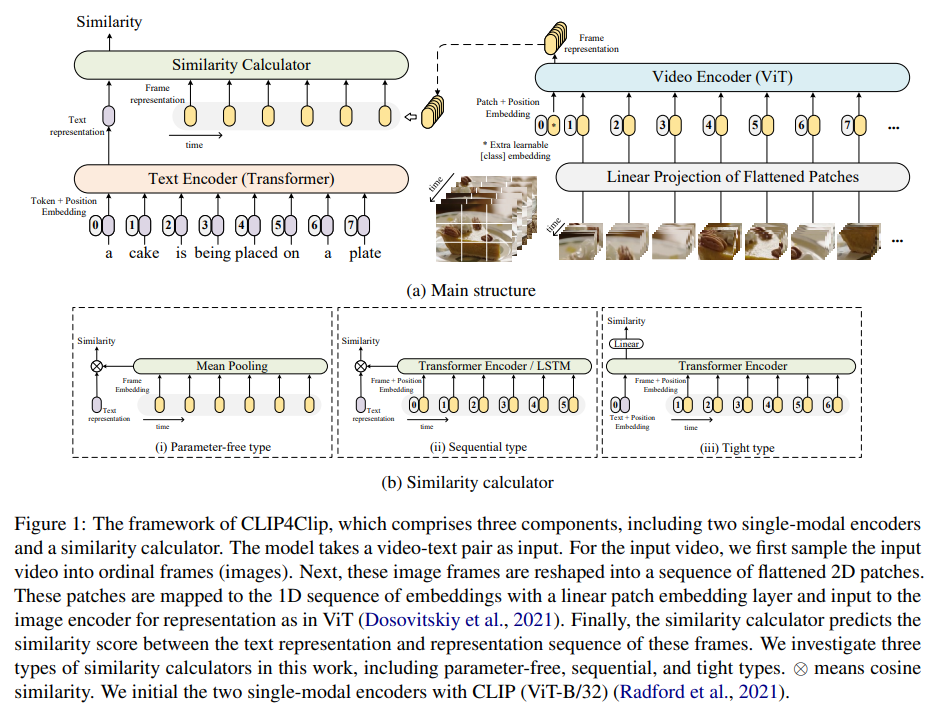 Similarity
Similarity Calculator
Frame
representation
Text
representation
time
Text Encoder (Transformer)
Token + Position
Embedding
0 1 2 3 4 5 6 7
a cake is being placed on a plate
Frame
representation
Video Encoder (ViT)
Patch + Position
Embedding
0 * 1 2 3 4 5 6 7 ...
* Extra learnable
[class] embedding
Linear Projection of Flattened Patches
time
time
...
(a) Main structure
Similarity
Mean Pooling
Frame
Embedding
Text
representation
time
(i) Parameter-free type
Similarity
Transformer Encoder / LSTM
Frame + Position
Embedding
0 1 2 3 4 5
Text
representation
time
(ii) Sequential type
Similarity
Linear
Transformer Encoder
Frame + Position
Embedding
0 1 2 3 4 5 6
Text + Position
Embedding
time
(iii) Tight type
(b) Similarity calculator
Figure 1: The framework of CLIP4Clip, which comprises three components, including two single-modal encoders
and a similarity calculator. The model takes a video-text pair as input. For the input video, we first sample the input
video into ordinal frames (images). Next, these image frames are reshaped into a sequence of flattened 2D patches.
These patches are mapped to the 1D sequence of embeddings with a linear patch embedding layer and input to the
image encoder for representation as in ViT (Dosovitskiy et al., 2021). Finally, the similarity calculator predicts the
similarity score between the text representation and representation sequence of these frames. We investigate three
types of similarity calculators in this work, including parameter-free, sequential, and tight types. ⊗ means cosine
similarity. We initial the two single-modal encoders with CLIP (ViT-B/32) (Radford et al., 2021).